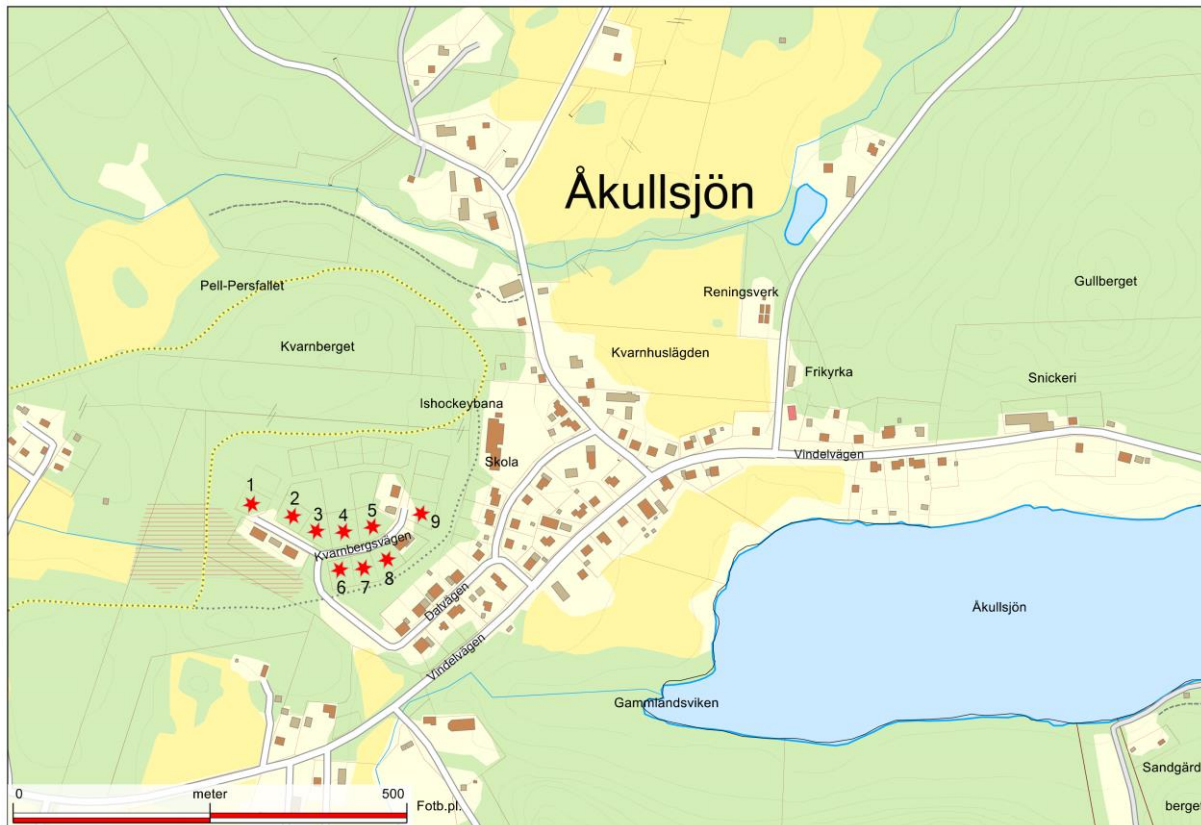 Åkullsjön
Pell-Persfallet
Reningsverk
Gullberget
Kvarnberget
Kvarnhuslägden
Frikyrka
Snickeri
Ishockeybana
Skola
Vindelvägen
1
2
3
4
5
9
Kvarnbergsvägen
6
7
8
Dalvägen
Åkullsjön
Vindelvägen
Gammlandsviken
Sandgärd
berget
0 meter 500
Fotb.pl.